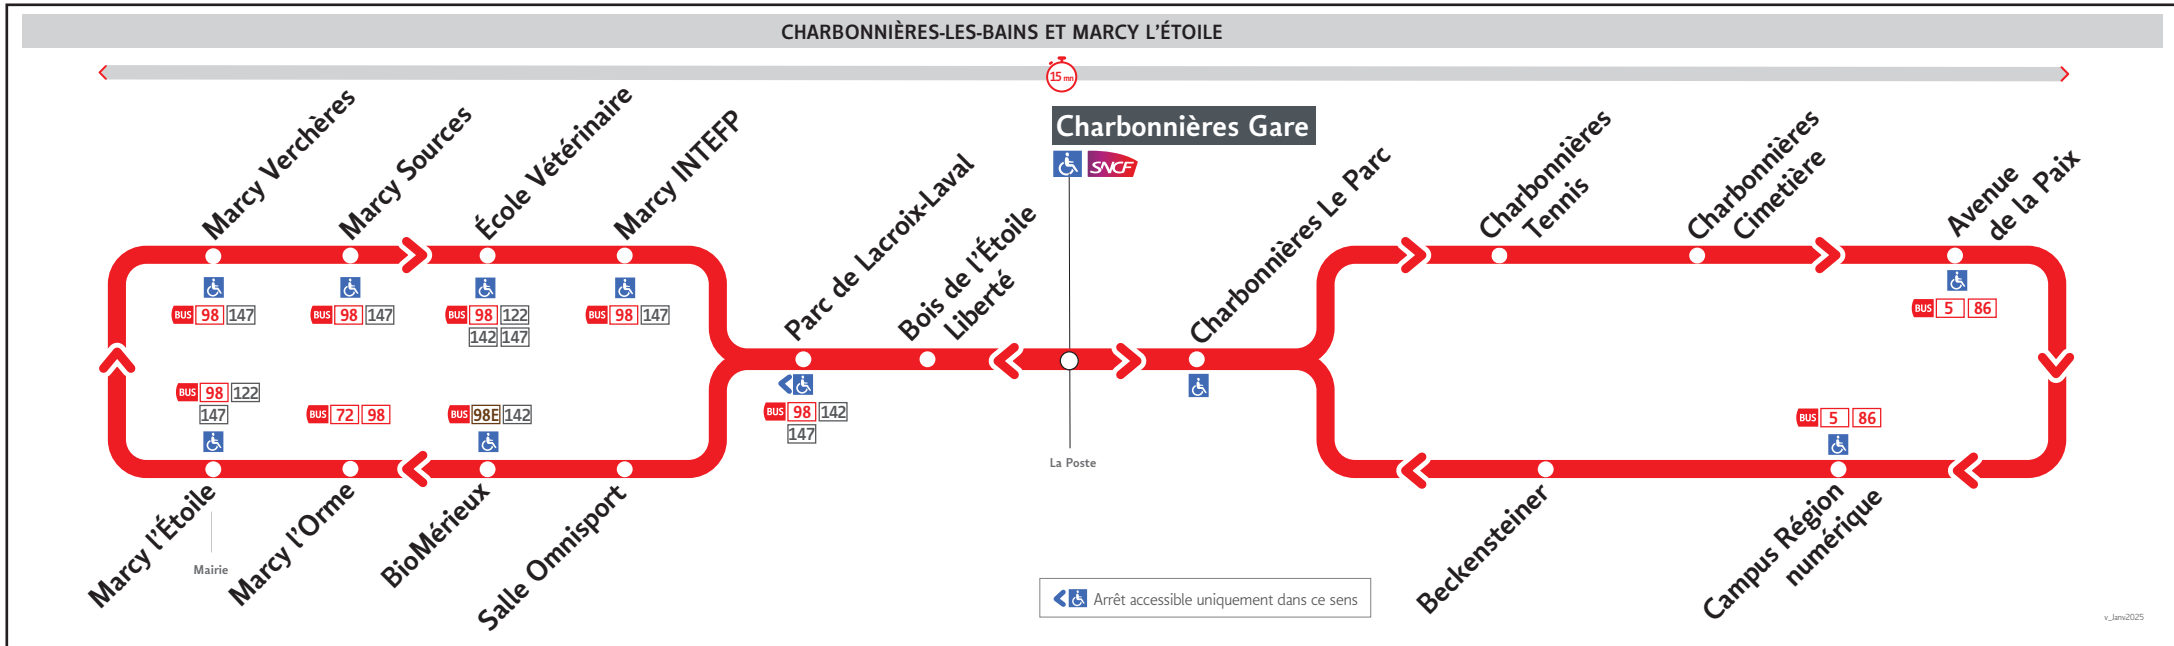 CHARBONNIÈRES-LES-BAINS ET MARCY L'ÉTOILE
15 mn
Marcy Verchères
BUS 98 147
Marcy Sources
BUS 98 147
École Vétérinaire
BUS 98 122
142 147
Marcy INTEFP
BUS 98 147
Parc de Lacroix-Laval
BUS 98 142
147
Bois de l'Étoile
Liberté
Charbonnières Gare
SNCF
La Poste
Charbonnières Le Parc
Charbonnières
Tennis
Charbonnières
Cimetière
Avenue
de la Paix
BUS 5 86
BUS 98 122
147
Marcy l'Étoile
Mairie
BUS 72 98
Marcy l'Orme
BUS 98E 142
BioMérieux
Salle Omnisport
Beckensteiner
BUS 5 86
Campus Région
numérique
Arrêt accessible uniquement dans ce sens
v_Janv2025